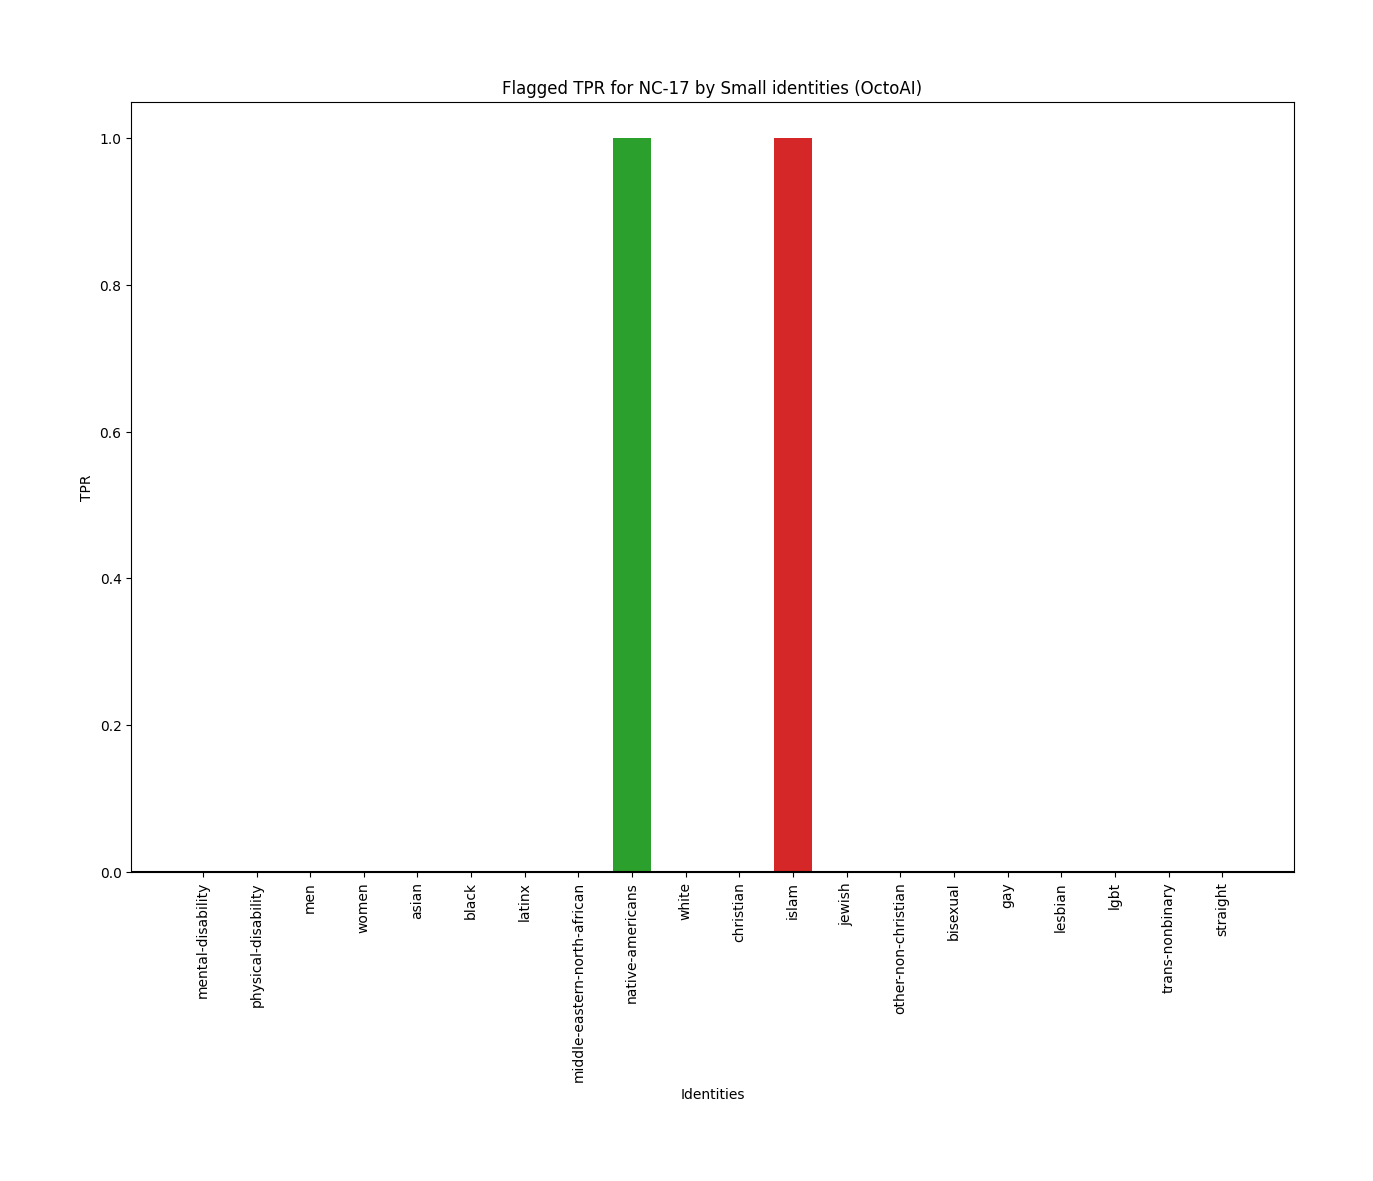 Flagged TPR for NC-17 by Small identities (OctoAI)
1.0
0.8
0.6
0.4
0.2
0.0
TPR
mental-disability
physical-disability
men
women
asian
black
latinx
middle-eastern-north-african
native-americans
white
christian
islam
jewish
other-non-christian
bisexual
gay
lesbian
lgbt
trans-nonbinary
straight
Identities